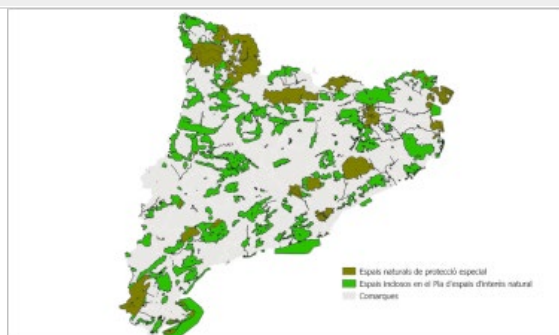 Espais naturals de protecció especial
Espais inclosos en el Pla d'espais d'interès natural
Comarques